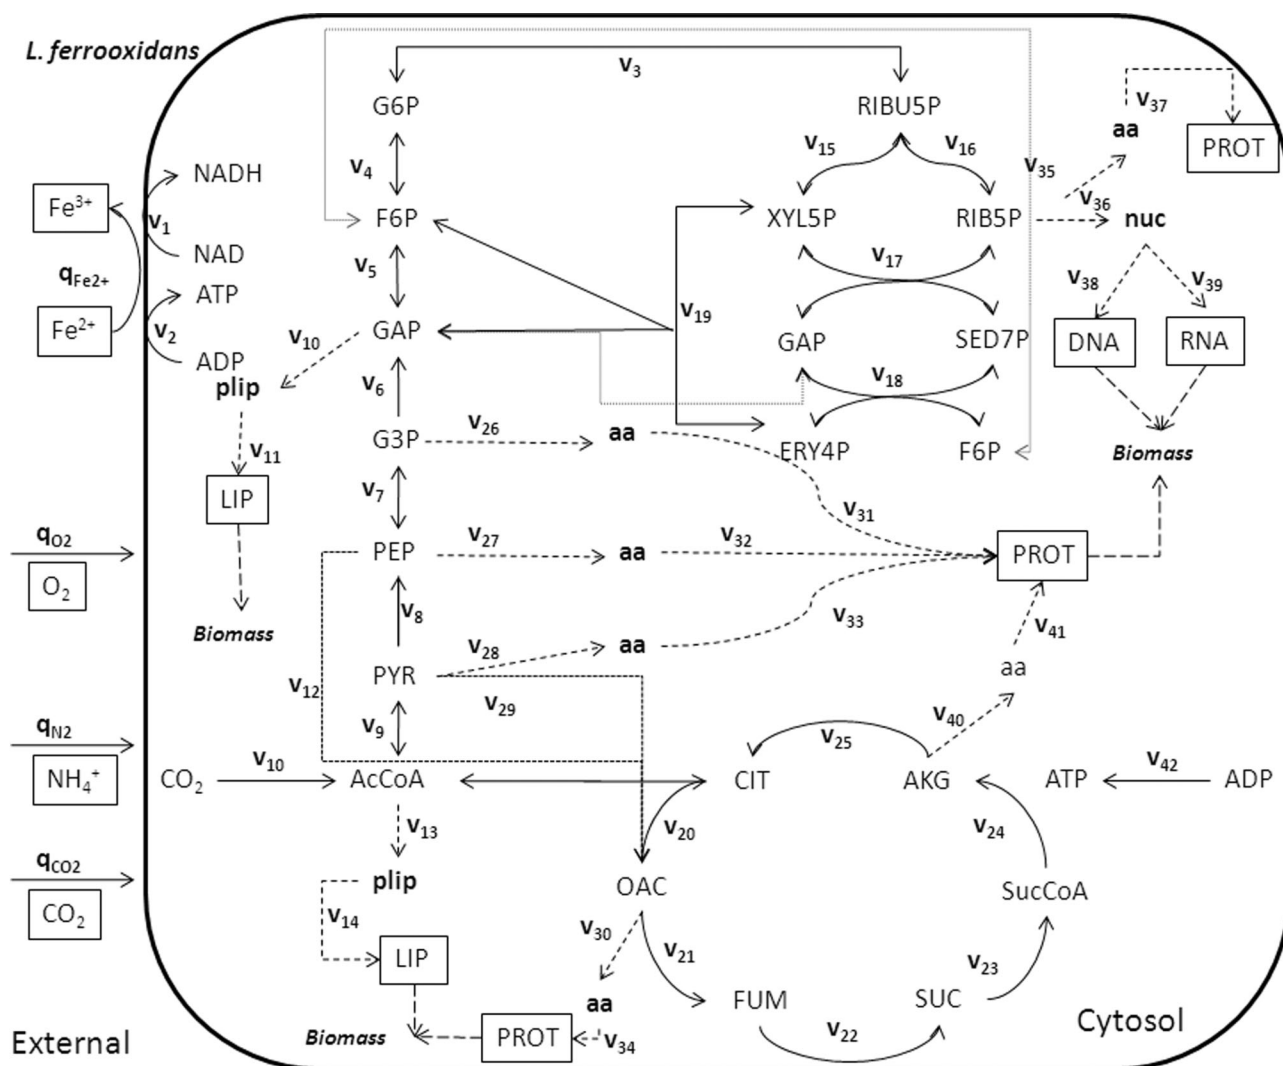 L. ferrooxidans
v3
G6P
RIBU5P
v37
aa
PROT
v15
v16
v4
v35
NADH
Fe3+
v1
F6P
XYL5P
RIB5P
v36
nuc
NAD
qFe2+
v5
v17
v38
v39
ATP
v19
Fe2+
v2
v10
GAP
GAP
SED7P
DNA
RNA
ADP
plip
v6
v18
v26
G3P
aa
ERY4P
F6P
Biomass
v11
LIP
v7
v31
qO2
v27
v32
PEP
aa
PROT
O2
v8
v33
Biomass
v28
aa
v41
PYR
aa
v12
v29
v9
v40
qN2
v25
NH4+
v10
v42
CO2
AcCoA
CIT
AKG
ATP
ADP
v13
v20
v24
qCO2
plip
OAC
SucCoA
CO2
v14
v30
v21
LIP
v23
aa
FUM
SUC
Biomass
PROT
v34
v22
Cytosol
External